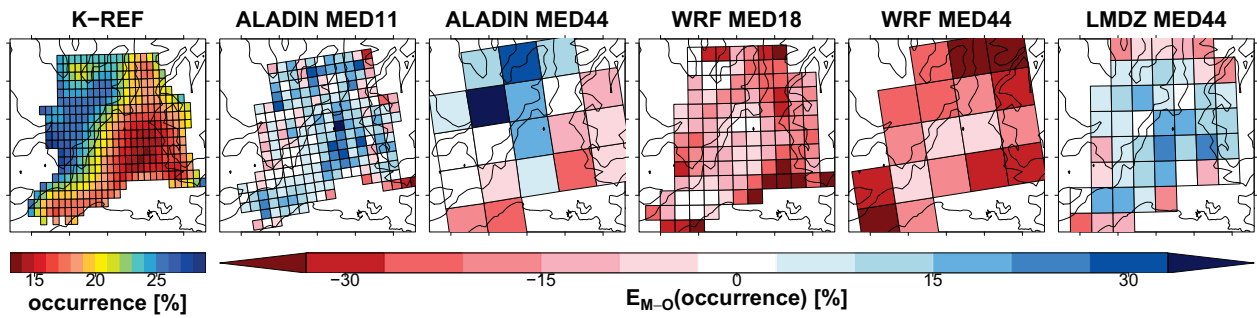 K−REF ALADIN MED11 ALADIN MED44 WRF MED18 WRF MED44 LMDZ MED44
15 20 25 −30 −15 0 15 30
occurrence [%] E_M−O(occurrence) [%]